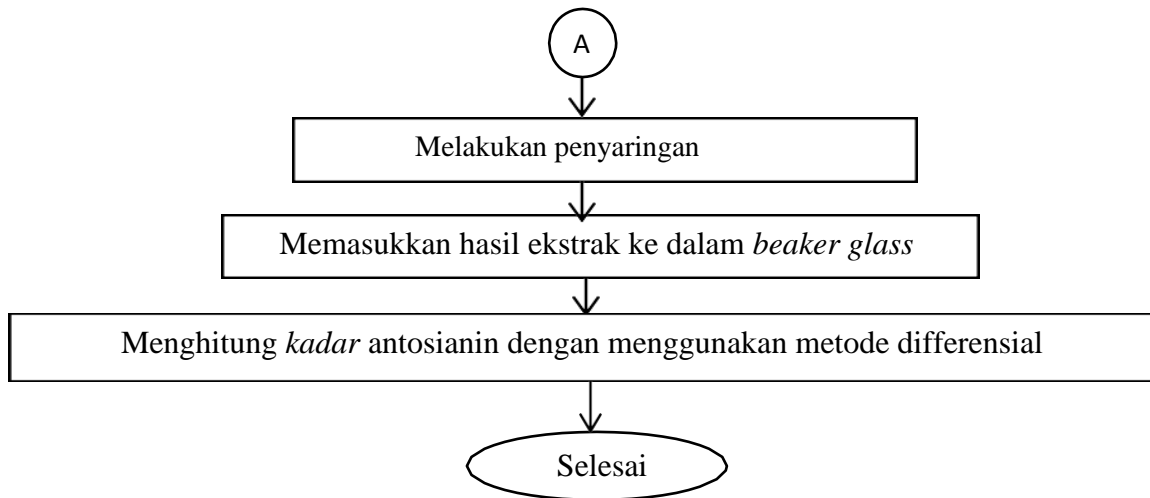 A
Melakukan penyaringan
Memasukkan hasil ekstrak ke dalam beaker glass
Menghitung kadar antosianin dengan menggunakan metode differensial
Selesai